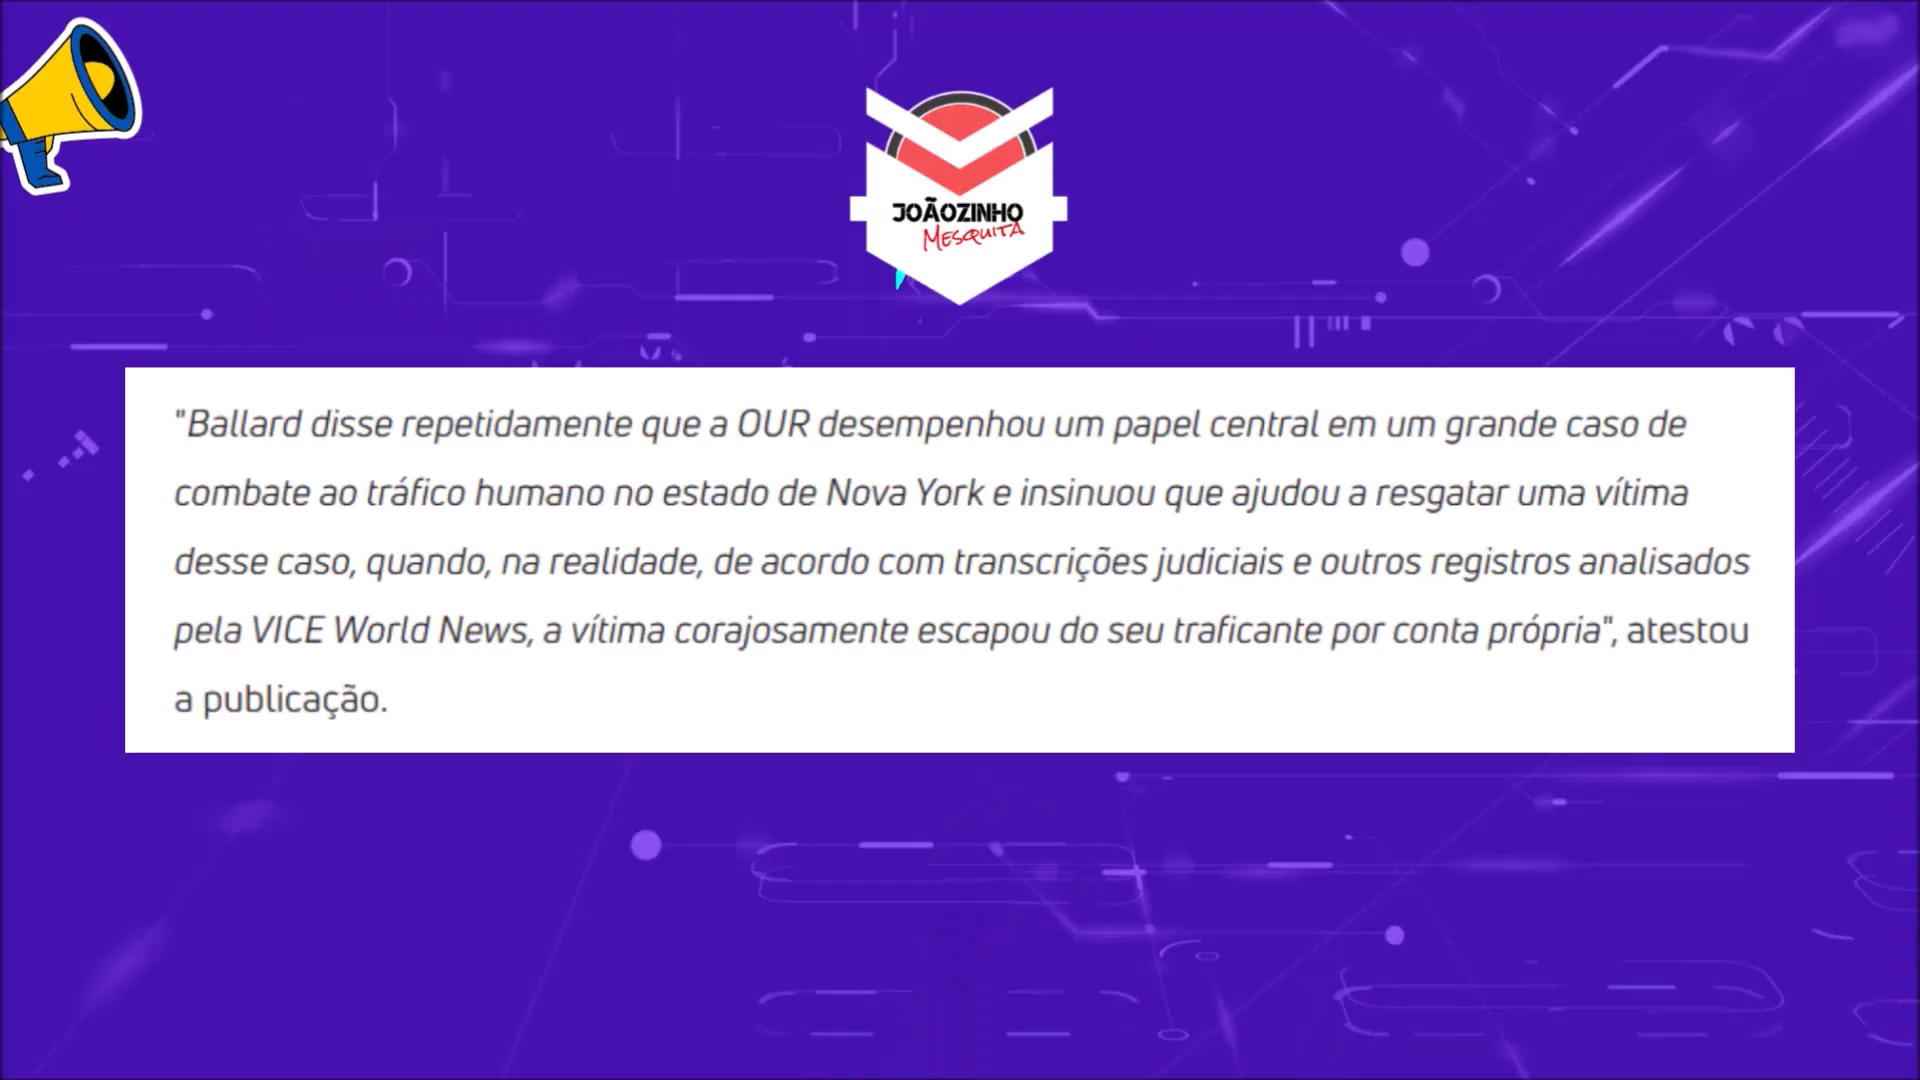 JOÃOZINHO
MESQUITA
"Ballard disse repetidamente que a OUR desempenhou um papel central em um grande caso de
combate ao tráfico humano no estado de Nova York e insinuou que ajudou a resgatar uma vítima
desse caso, quando, na realidade, de acordo com transcrições judiciais e outros registros analisados
pela VICE World News, a vítima corajosamente escapou do seu traficante por conta própria", atestou
a publicação.